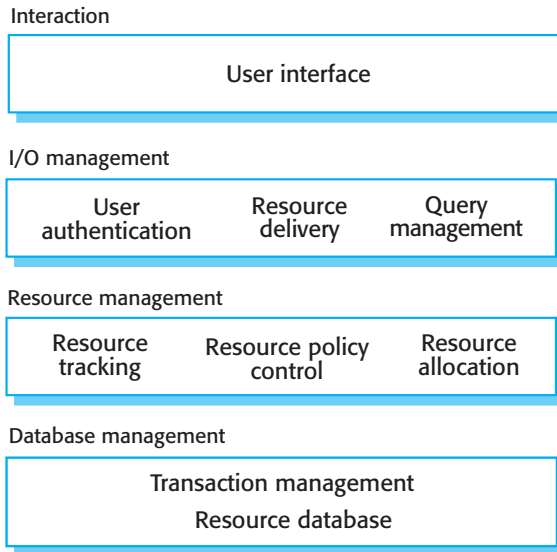 Interaction
User interface
I/O management
User
authentication
Resource
delivery
Query
management
Resource management
Resource
tracking
Resource policy
control
Resource
allocation
Database management
Transaction management
Resource database